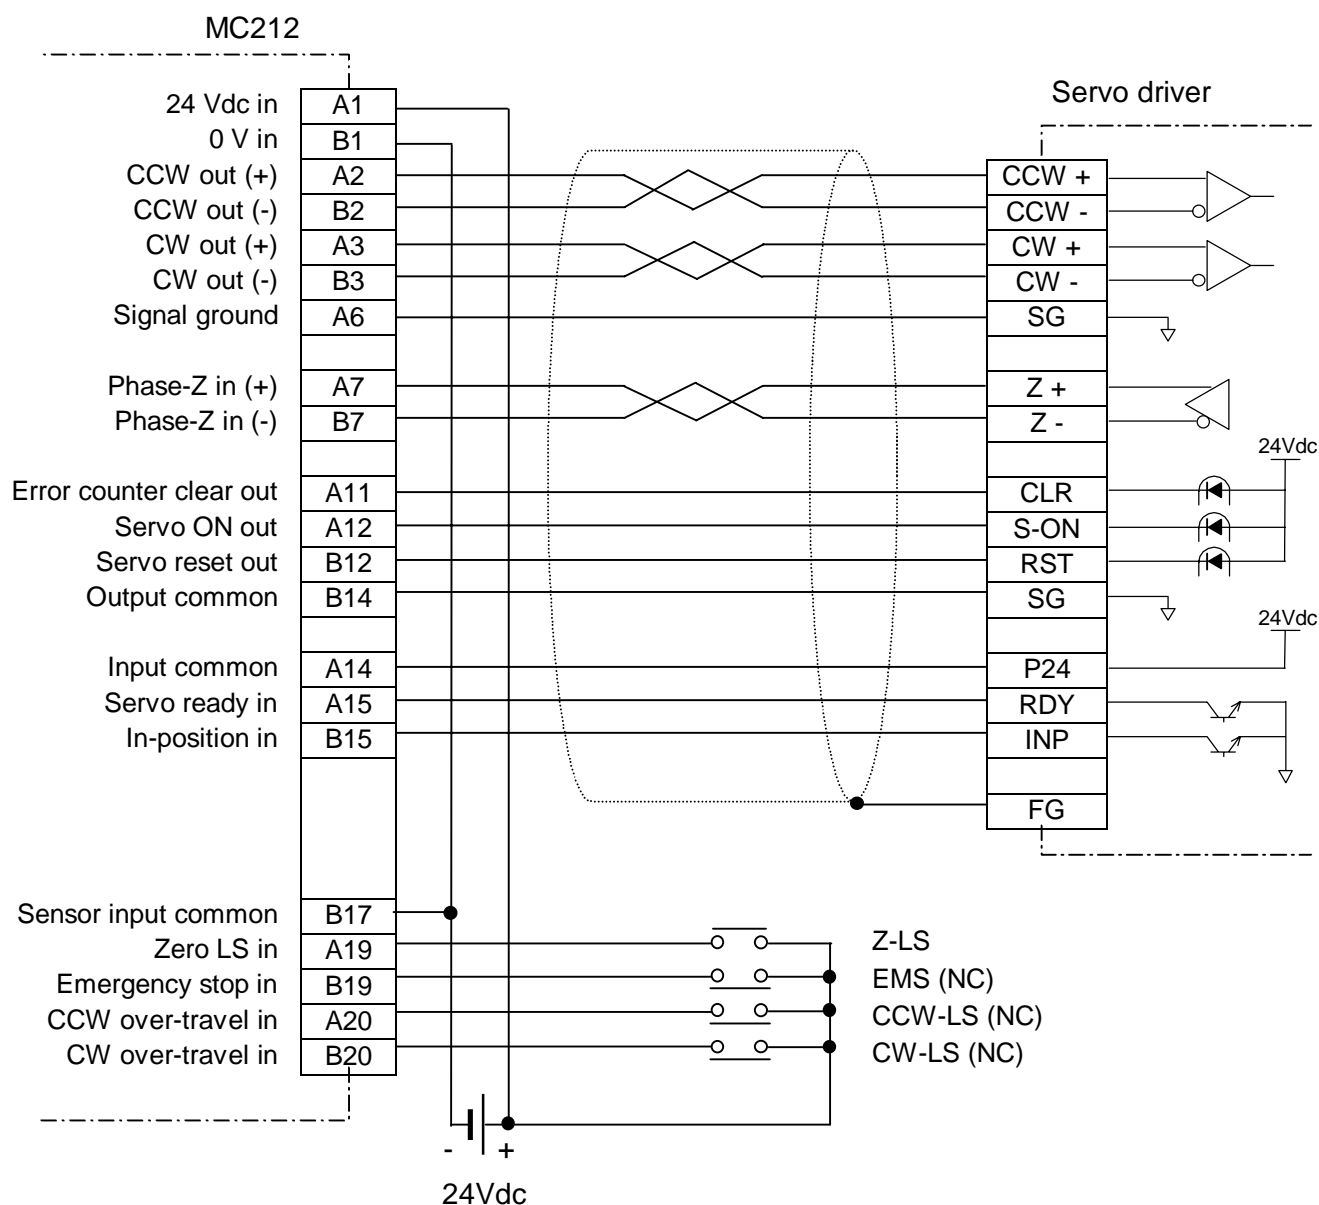 MC212
Servo driver
24 Vdc in A1
0 V in B1
CCW out (+) A2 CCW +
CCW out (-) B2 CCW -
CW out (+) A3 CW +
CW out (-) B3 CW -
Signal ground A6 SG
Phase-Z in (+) A7 Z +
Phase-Z in (-) B7 Z -
24Vdc
Error counter clear out A11 CLR
Servo ON out A12 S-ON
Servo reset out B12 RST
Output common B14 SG
24Vdc
Input common A14 P24
Servo ready in A15 RDY
In-position in B15 INP
FG
Sensor input common B17
Zero LS in A19 Z-LS
Emergency stop in B19 EMS (NC)
CCW over-travel in A20 CCW-LS (NC)
CW over-travel in B20 CW-LS (NC)
- +
24Vdc